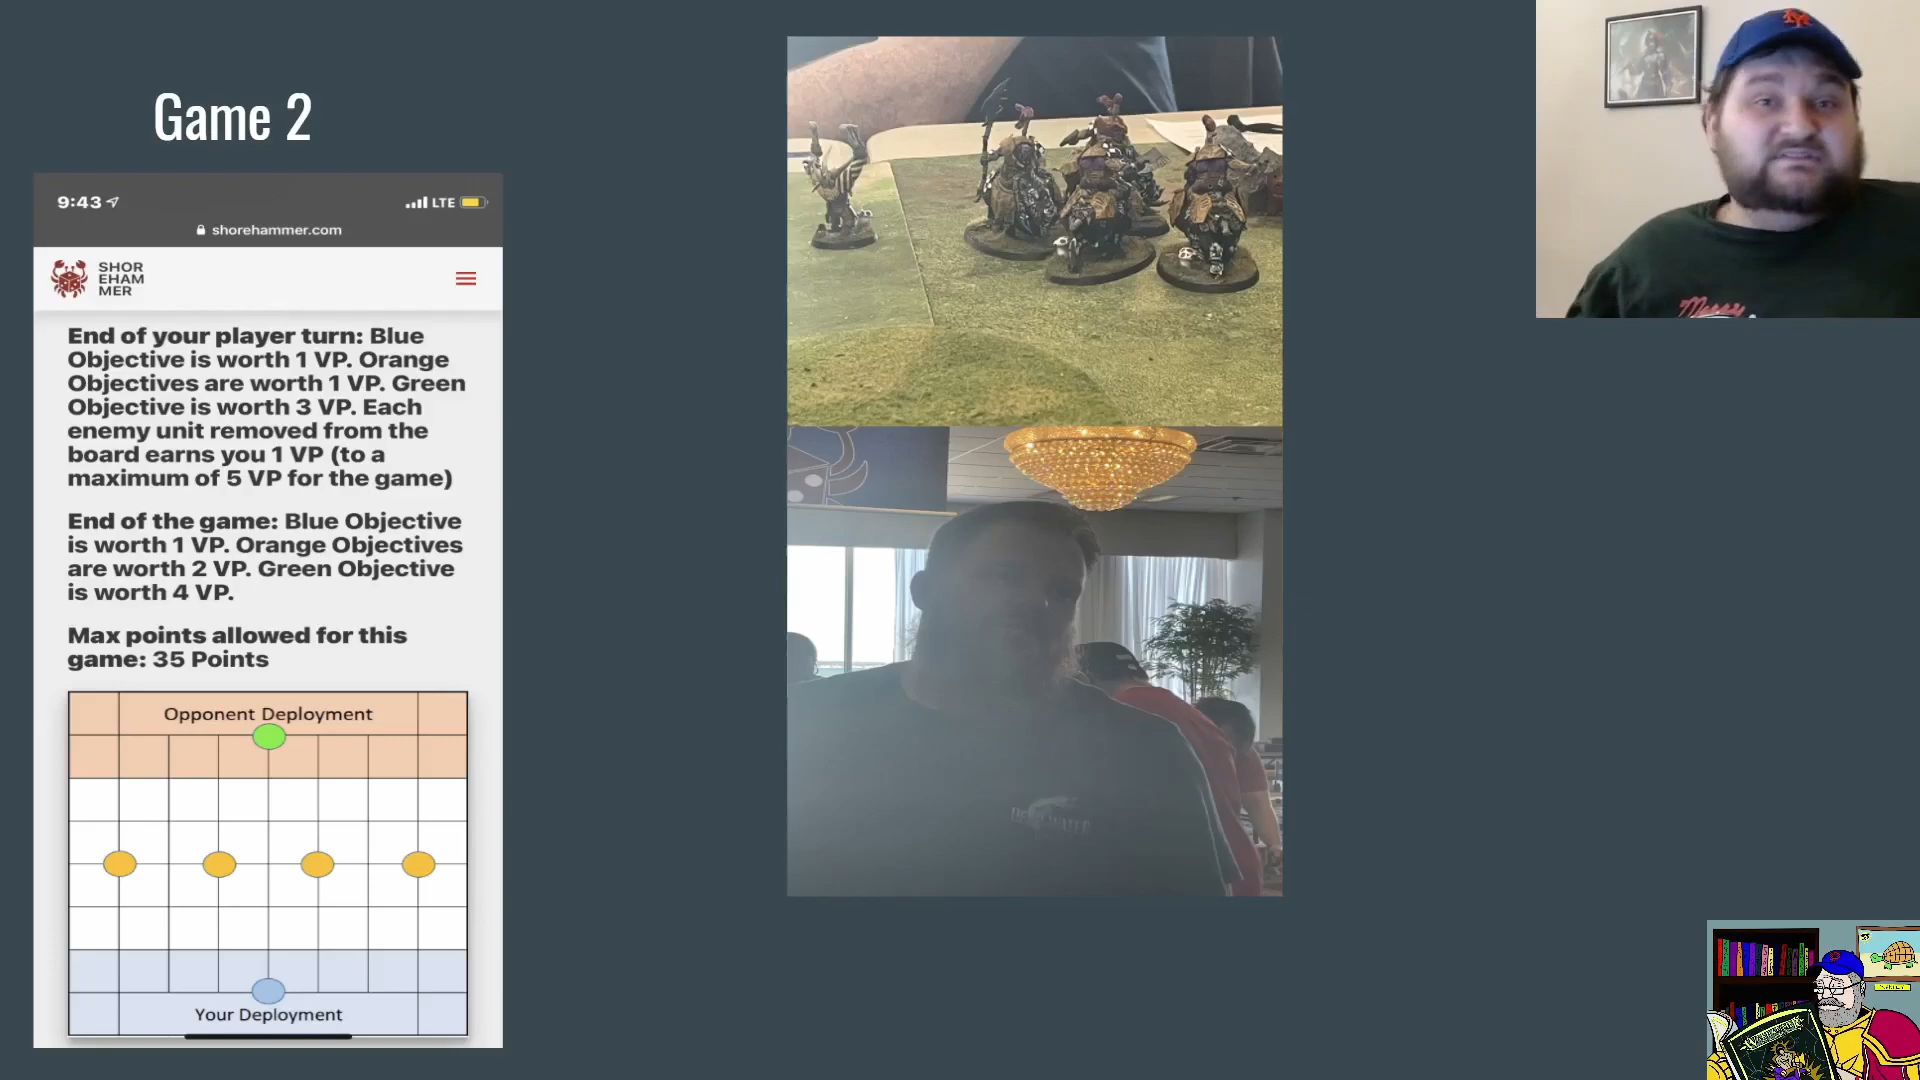 Game 2
9:43
LTE
shorehammer.com
SHOR
EHAM
MER
End of your player turn: Blue
Objective is worth 1 VP. Orange
Objectives are worth 1 VP. Green
Objective is worth 3 VP. Each
enemy unit removed from the
board earns you 1 VP (to a
maximum of 5 VP for the game)
End of the game: Blue Objective
is worth 1 VP. Orange Objectives
are worth 2 VP. Green Objective
is worth 4 VP.
Max points allowed for this
game: 35 Points
Opponent Deployment
Your Deployment